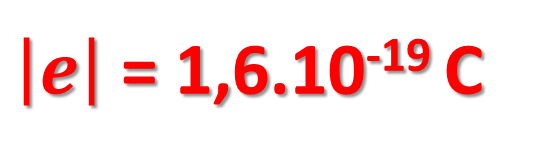 |e| = 1,6.10⁻¹⁹ C